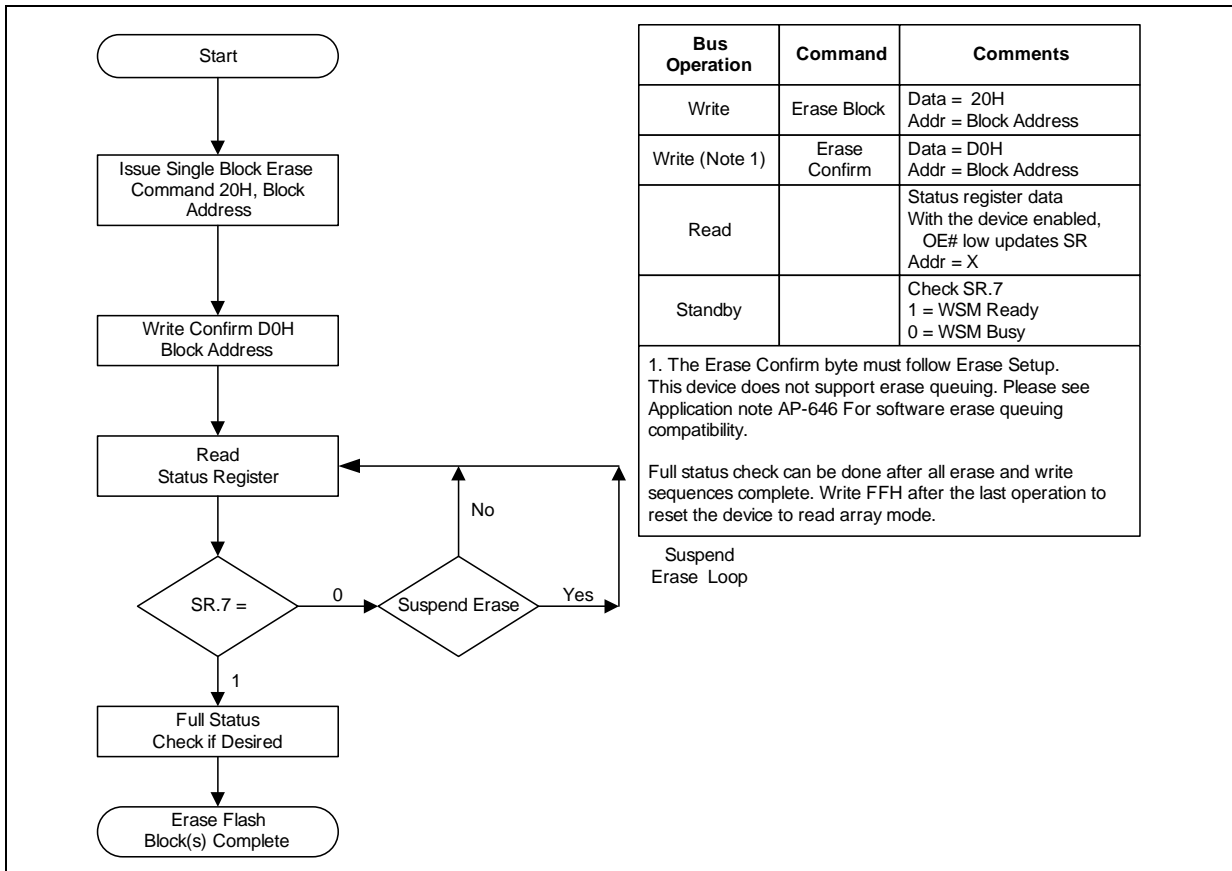 Start
Issue Single Block Erase
Command 20H, Block
Address
Write Confirm D0H
Block Address
Read
Status Register
No
SR.7 =
0
Suspend Erase
Yes
1
Full Status
Check if Desired
Erase Flash
Block(s) Complete
Suspend
Erase Loop
Bus
Operation
Command
Comments
Write
Erase Block
Data = 20H
Addr = Block Address
Write (Note 1)
Erase
Confirm
Data = D0H
Addr = Block Address
Read
Status register data
With the device enabled,
OE# low updates SR
Addr = X
Standby
Check SR.7
1 = WSM Ready
0 = WSM Busy
1. The Erase Confirm byte must follow Erase Setup.
This device does not support erase queuing. Please see
Application note AP-646 For software erase queuing
compatibility.
Full status check can be done after all erase and write
sequences complete. Write FFH after the last operation to
reset the device to read array mode.